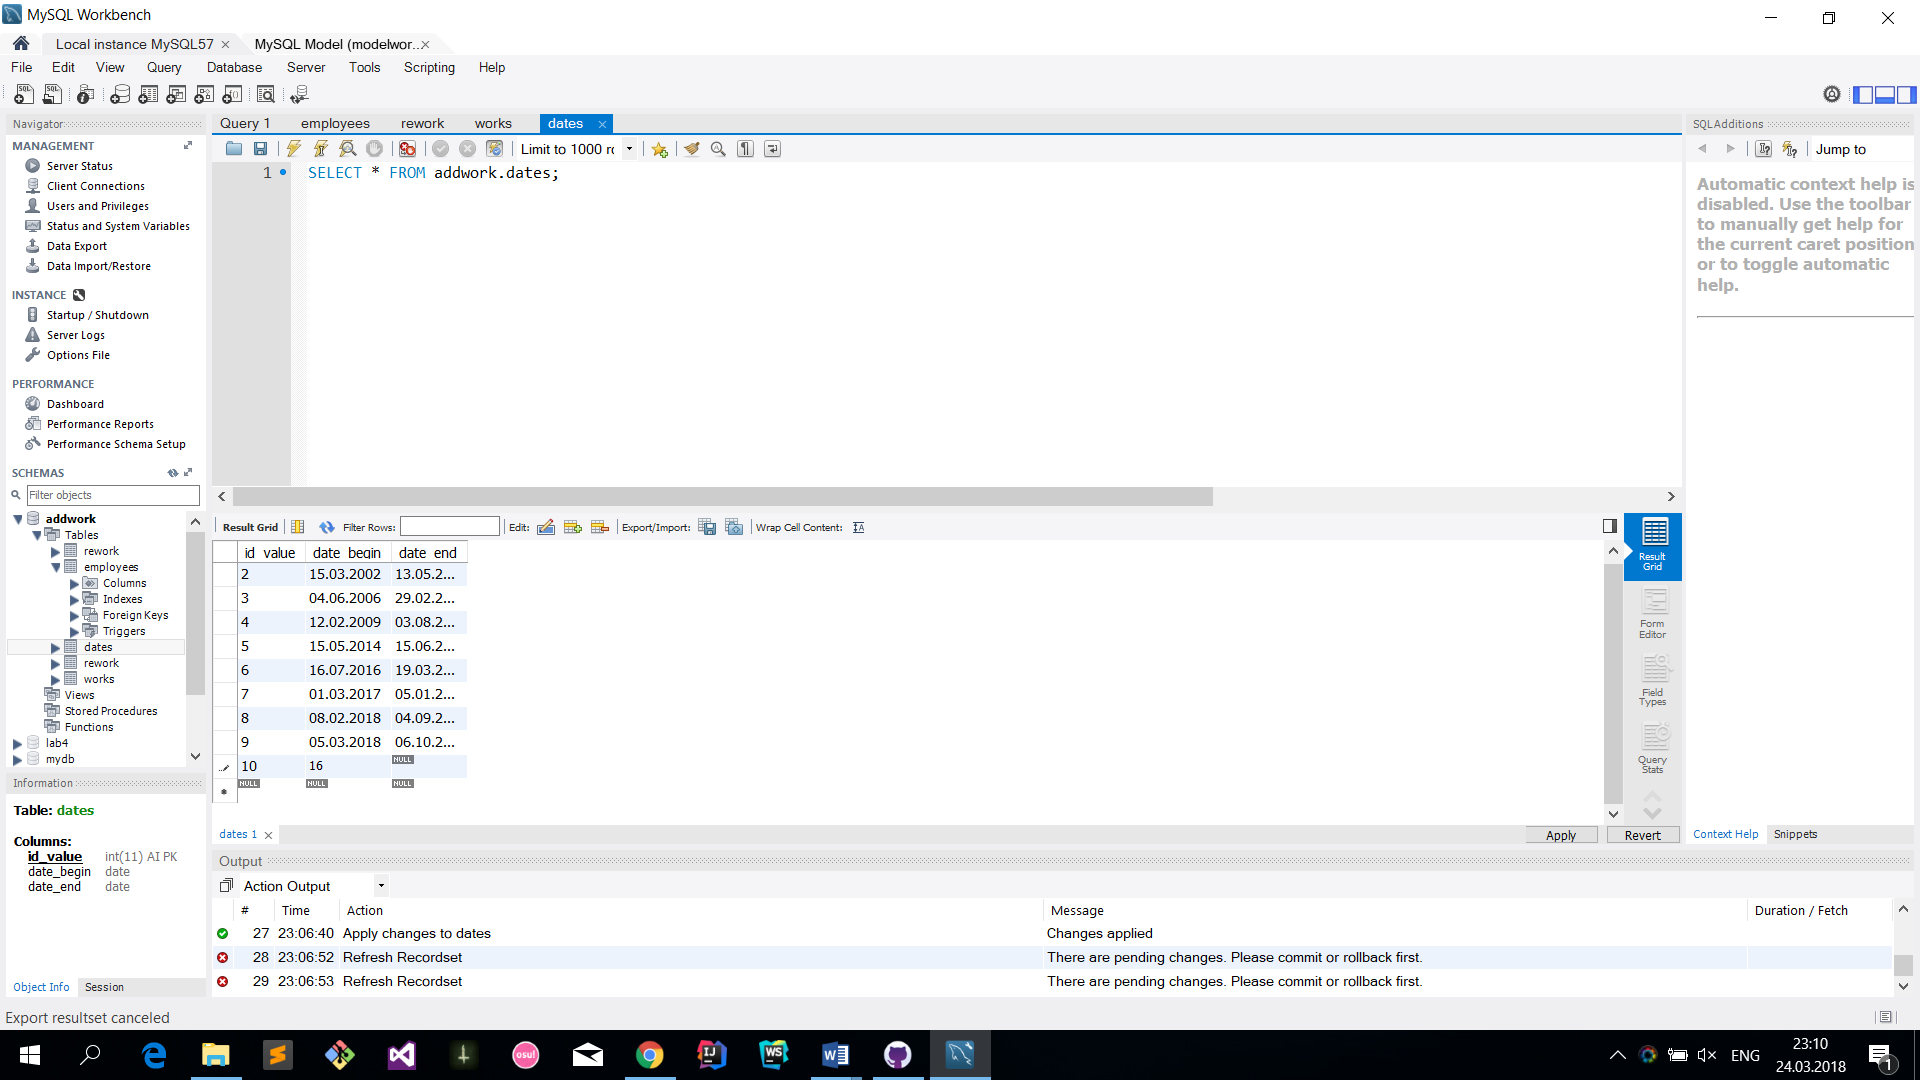 MySQL Workbench
Local instance MySQL57
MySQL Model (modelwor...
File Edit View Query Database Server Tools Scripting Help
Navigator
MANAGEMENT
Server Status
Client Connections
Users and Privileges
Status and System Variables
Data Export
Data Import/Restore
INSTANCE
Startup / Shutdown
Server Logs
Options File
PERFORMANCE
Dashboard
Performance Reports
Performance Schema Setup
SCHEMAS
Filter objects
addwork
Tables
rework
employees
Columns
Indexes
Foreign Keys
Triggers
dates
rework
works
Views
Stored Procedures
Functions
lab4
mydb
Information
Table: dates
Columns:
id_value int(11) AI PK
date_begin date
date_end date
Object Info Session
Query 1 employees rework works dates
Limit to 1000 r
1 SELECT * FROM addwork.dates;
Result Grid Filter Rows: Edit: Export/Import: Wrap Cell Content:
id_value date_begin date_end
2 15.03.2002 13.05.2...
3 04.06.2006 29.02.2...
4 12.02.2009 03.08.2...
5 15.05.2014 15.06.2...
6 16.07.2016 19.03.2...
7 01.03.2017 05.01.2...
8 08.02.2018 04.09.2...
9 05.03.2018 06.10.2...
10 16 NULL
NULL NULL NULL
Result
Grid
Form
Editor
Field
Types
Query
Stats
dates 1
Apply Revert
SQLAdditions
Jump to
Automatic context help is
disabled. Use the toolbar
to manually get help for
the current caret position
or to toggle automatic
help.
Context Help Snippets
Output
Action Output
# Time Action Message Duration / Fetch
27 23:06:40 Apply changes to dates Changes applied
28 23:06:52 Refresh Recordset There are pending changes. Please commit or rollback first.
29 23:06:53 Refresh Recordset There are pending changes. Please commit or rollback first.
Export resultset canceled
osu!
IJ
WS
ENG
23:10
24.03.2018
1